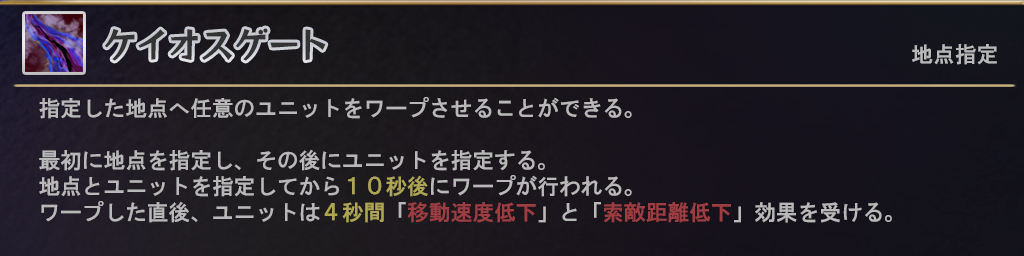 ケイオスゲート
地点指定
指定した地点へ任意のユニットをワープさせることができる。
最初に地点を指定し、その後にユニットを指定する。
地点とユニットを指定してから１０秒後にワープが行われる。
ワープした直後、ユニットは４秒間「移動速度低下」と「索敵距離低下」効果を受ける。